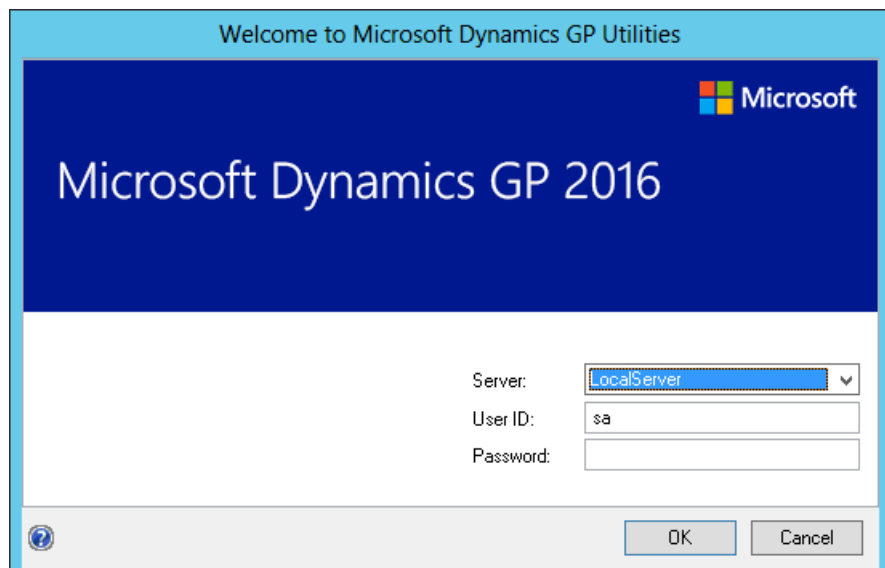 Welcome to Microsoft Dynamics GP Utilities
Microsoft
Microsoft Dynamics GP 2016
Server: LocalServer
User ID: sa
Password:
?
OK Cancel